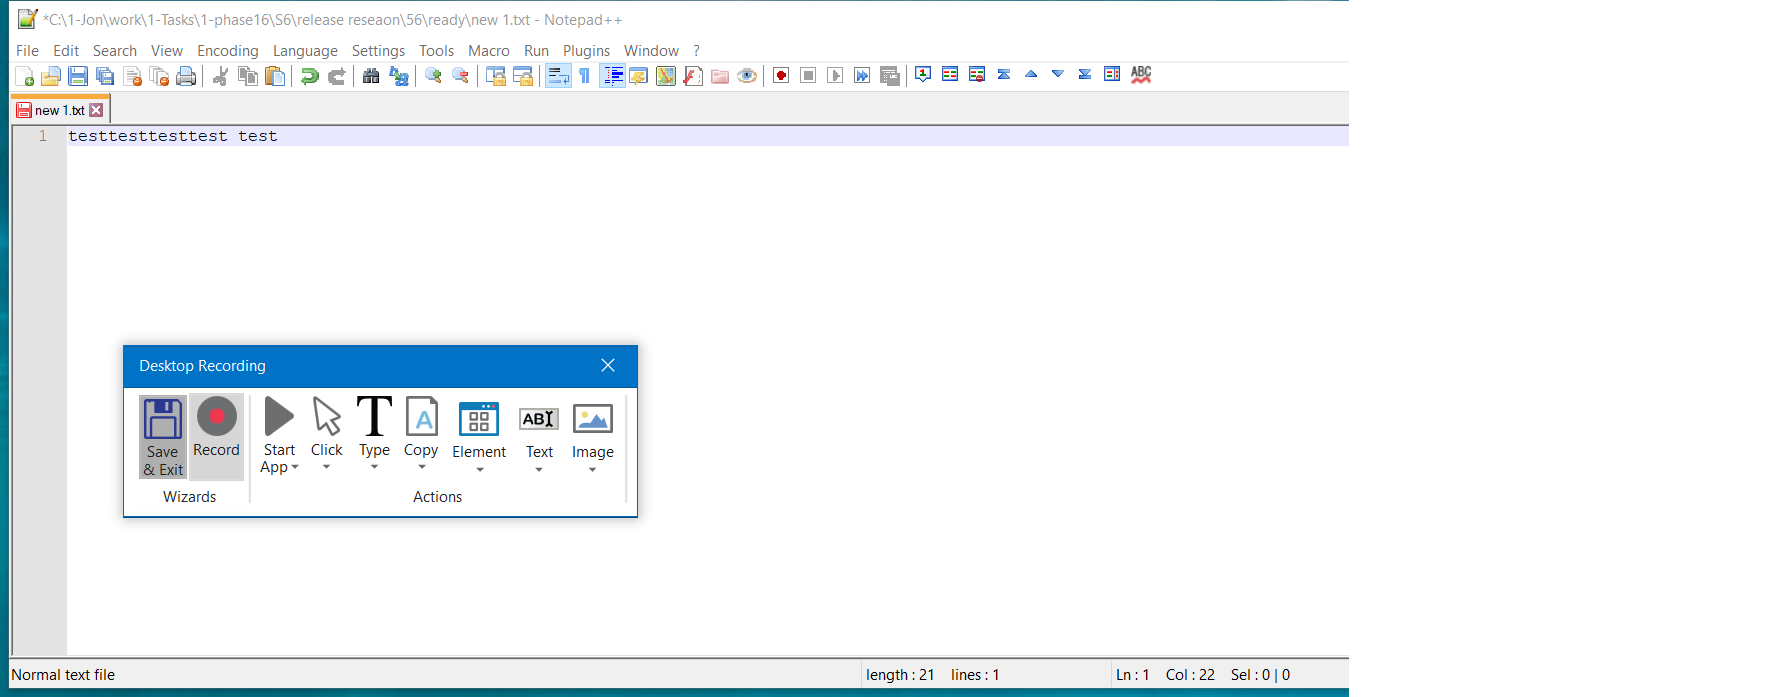 *C:\1-Jon\work\1-Tasks\1-phase16\S6\release reseaon\56\ready\new 1.txt - Notepad++
File Edit Search View Encoding Language Settings Tools Macro Run Plugins Window ?
ABC
new 1.txt
1 testtesttesttest test
Desktop Recording
Save & Exit
Record
Start App
Click
Type
Copy
Element
Text
Image
Wizards
Actions
Normal text file length : 21 lines : 1 Ln : 1 Col : 22 Sel : 0 | 0